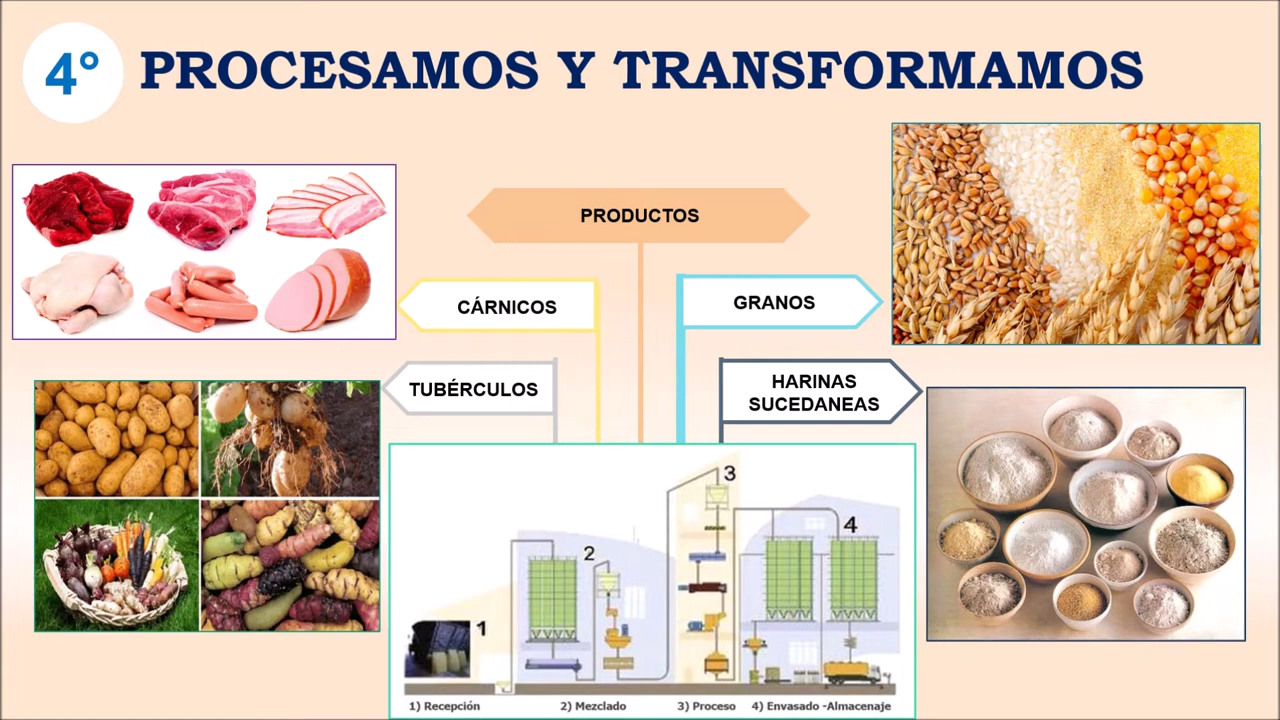 4° PROCESAMOS Y TRANSFORMAMOS
PRODUCTOS
CÁRNICOS
GRANOS
TUBÉRCULOS
HARINAS
SUCEDANEAS
3
4
2
1
1) Recepción
2) Mezclado
3) Proceso
4) Envasado -Almacenaje